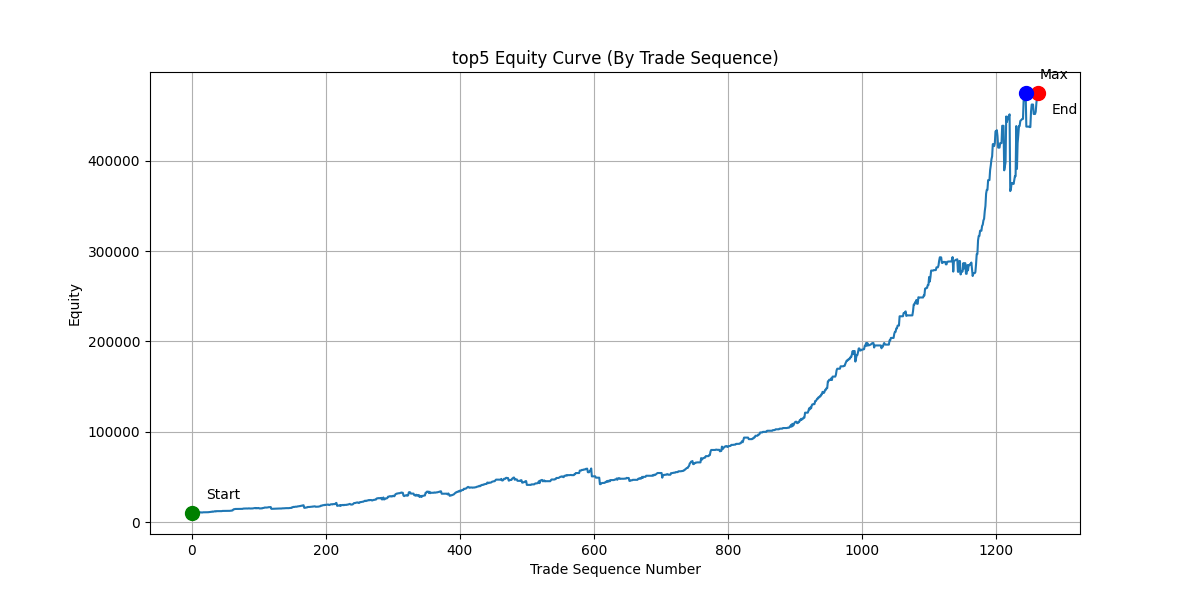 top5 Equity Curve (By Trade Sequence)
Max
End
Start
Equity
400000
300000
200000
100000
0
0 200 400 600 800 1000 1200
Trade Sequence Number